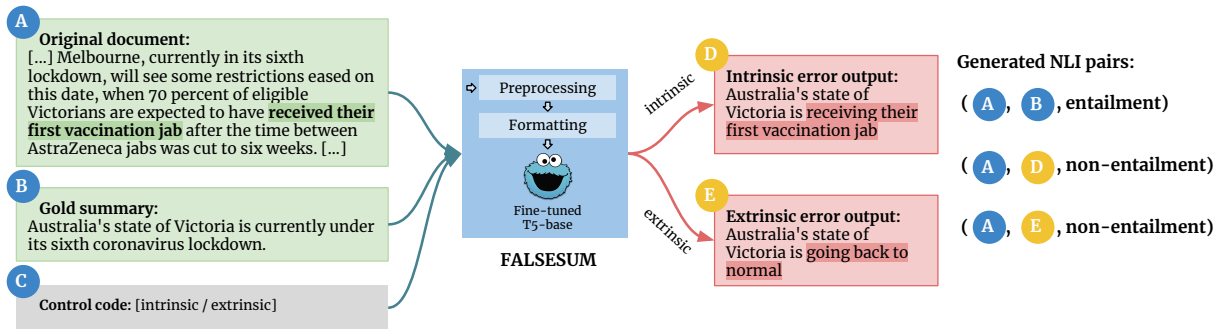 A
Original document:
[...] Melbourne, currently in its sixth
lockdown, will see some restrictions eased on
this date, when 70 percent of eligible
Victorians are expected to have received their
first vaccination jab after the time between
AstraZeneca jabs was cut to six weeks. [...]
B
Gold summary:
Australia's state of Victoria is currently under
its sixth coronavirus lockdown.
C
Control code: [intrinsic / extrinsic]
Preprocessing
Formatting
Fine-tuned
T5-base
FALSESUM
intrinsic
extrinsic
D
Intrinsic error output:
Australia's state of
Victoria is receiving their
first vaccination jab
E
Extrinsic error output:
Australia's state of
Victoria is going back to
normal
Generated NLI pairs:
( A, B, entailment)
( A, D, non-entailment)
( A, E, non-entailment)